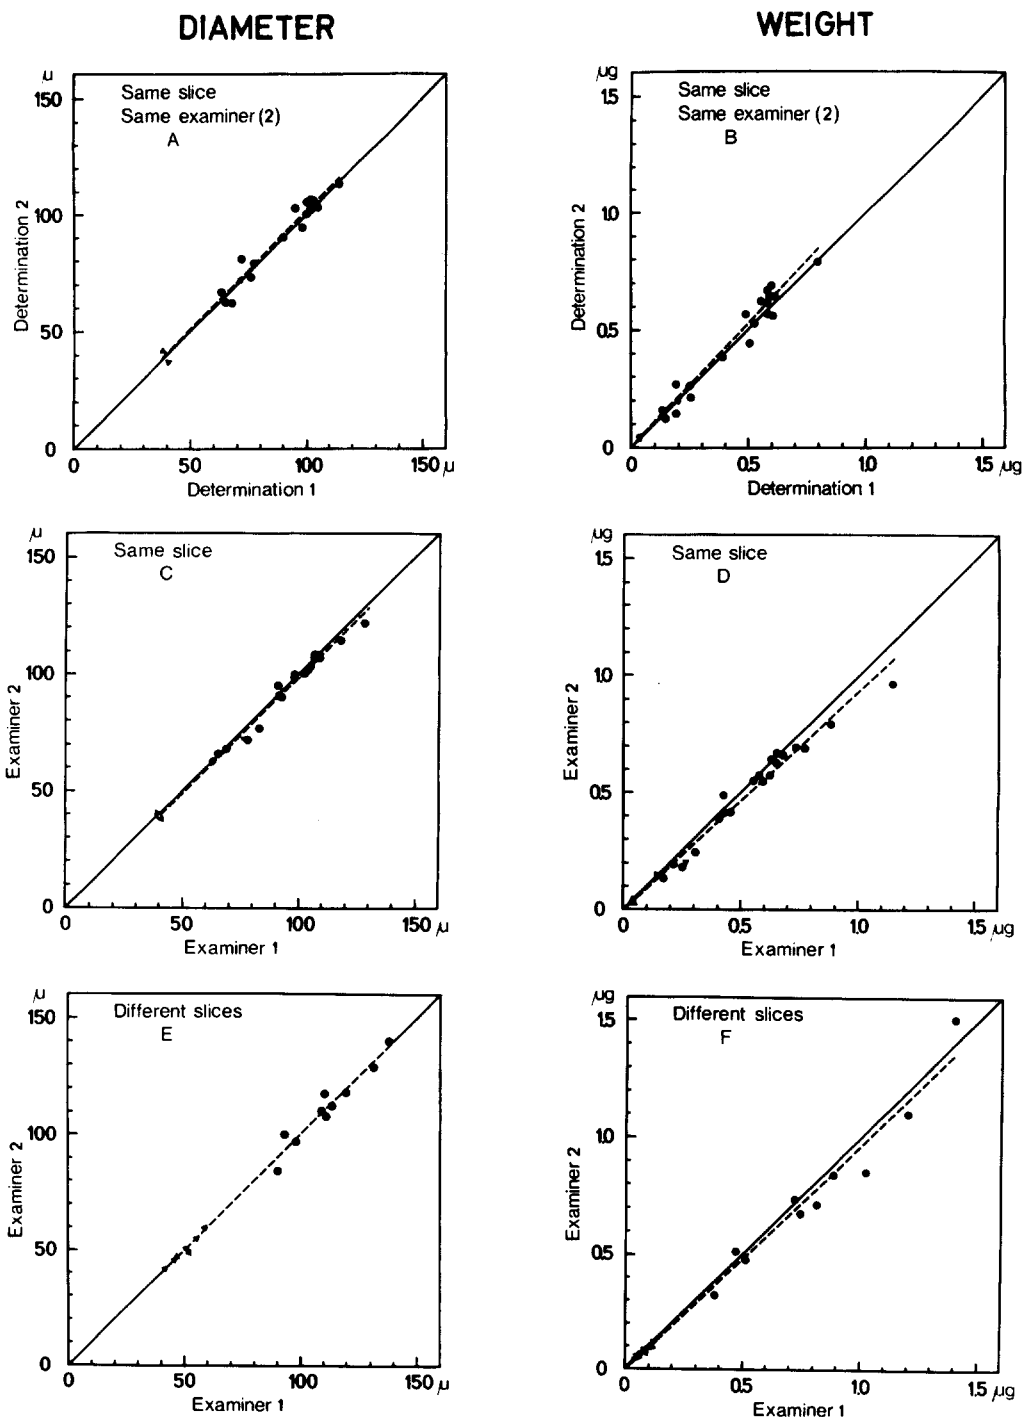 DIAMETER
WEIGHT
μ
150
100
50
0
Same slice
Same examiner (2)
A
Determination 2
0
50
100
150 μ
Determination 1
μg
1.5
1.0
0.5
0
Same slice
Same examiner (2)
B
Determination 2
0
0.5
1.0
1.5 μg
Determination 1
μ
150
100
50
0
Same slice
C
Examiner 2
0
50
100
150 μ
Examiner 1
μg
1.5
1.0
0.5
0
Same slice
D
Examiner 2
0
0.5
1.0
1.5 μg
Examiner 1
μ
150
100
50
0
Different slices
E
Examiner 2
0
50
100
150 μ
Examiner 1
μg
1.5
1.0
0.5
0
Different slices
F
Examiner 2
0
0.5
1.0
1.5 μg
Examiner 1